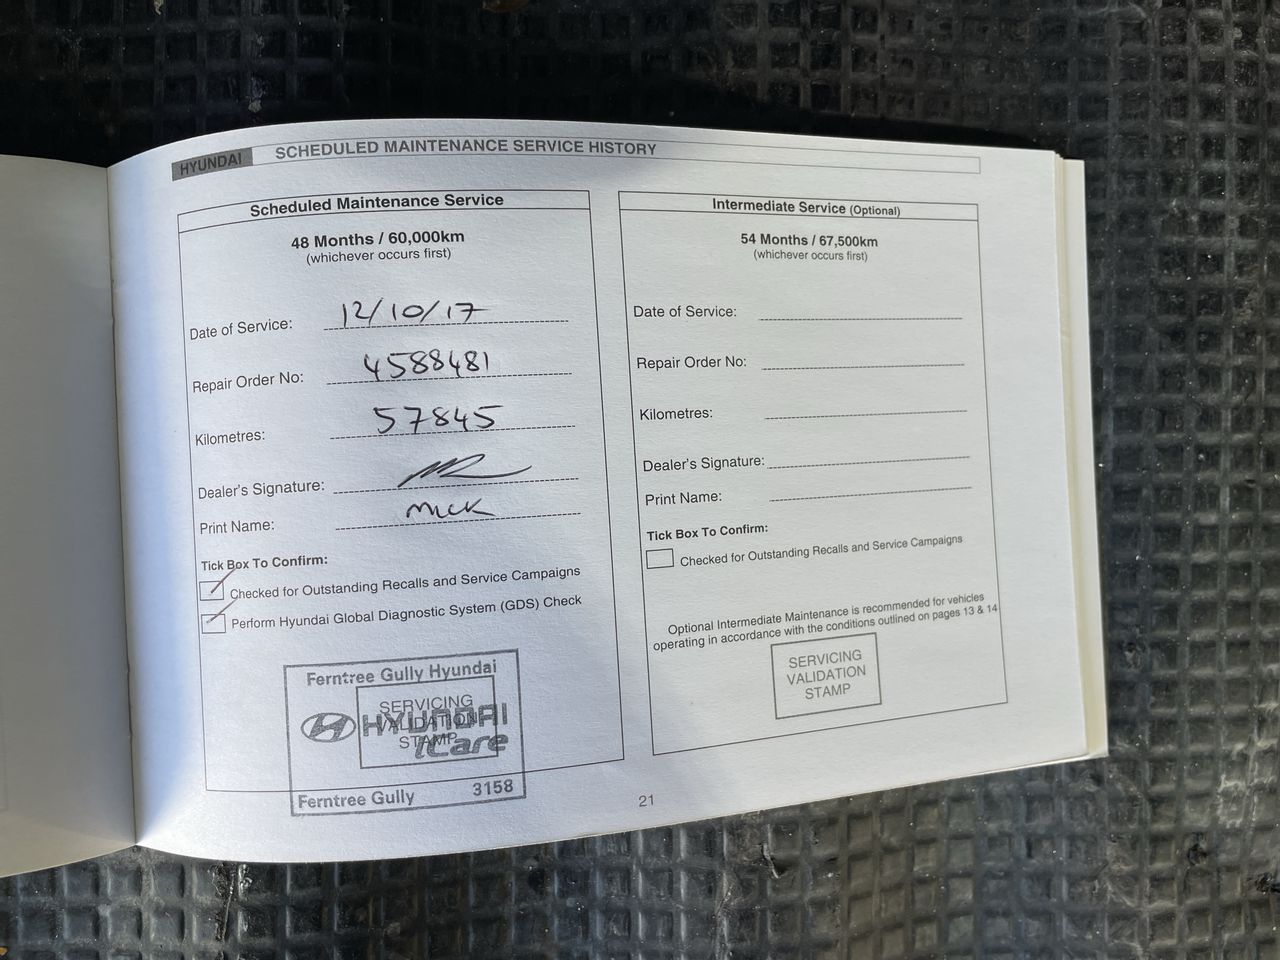 HYUNDAI SCHEDULED MAINTENANCE SERVICE HISTORY
Scheduled Maintenance Service
48 Months / 60,000km
(whichever occurs first)
Date of Service: 12/10/17
Repair Order No: 4588481
Kilometres: 57845
Dealer's Signature:
Print Name: Mick
Tick Box To Confirm:
Checked for Outstanding Recalls and Service Campaigns
Perform Hyundai Global Diagnostic System (GDS) Check
Ferntree Gully Hyundai
SERVICING
VALIDATION
STAMP
HYUNDAI
iCare
Ferntree Gully 3158
Intermediate Service (Optional)
54 Months / 67,500km
(whichever occurs first)
Date of Service:
Repair Order No:
Kilometres:
Dealer's Signature:
Print Name:
Tick Box To Confirm:
Checked for Outstanding Recalls and Service Campaigns
Optional Intermediate Maintenance is recommended for vehicles
operating in accordance with the conditions outlined on pages 13 & 14
SERVICING
VALIDATION
STAMP
21